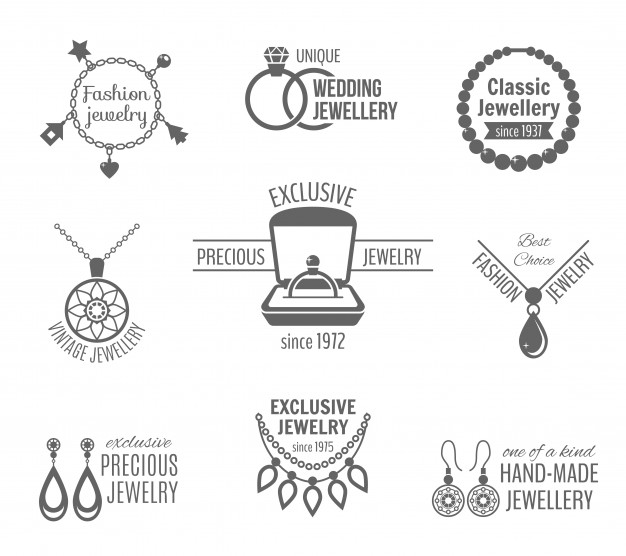 Fashion
jewelry
UNIQUE
WEDDING
JEWELLERY
Classic
Jewellery
since 1937
VINTAGE JEWELLERY
EXCLUSIVE
PRECIOUS JEWELRY
since 1972
Best
Choice
FASHION JEWELRY
exclusive
PRECIOUS
JEWELRY
EXCLUSIVE
JEWELRY
since 1975
one of a kind
HAND-MADE
JEWELLERY